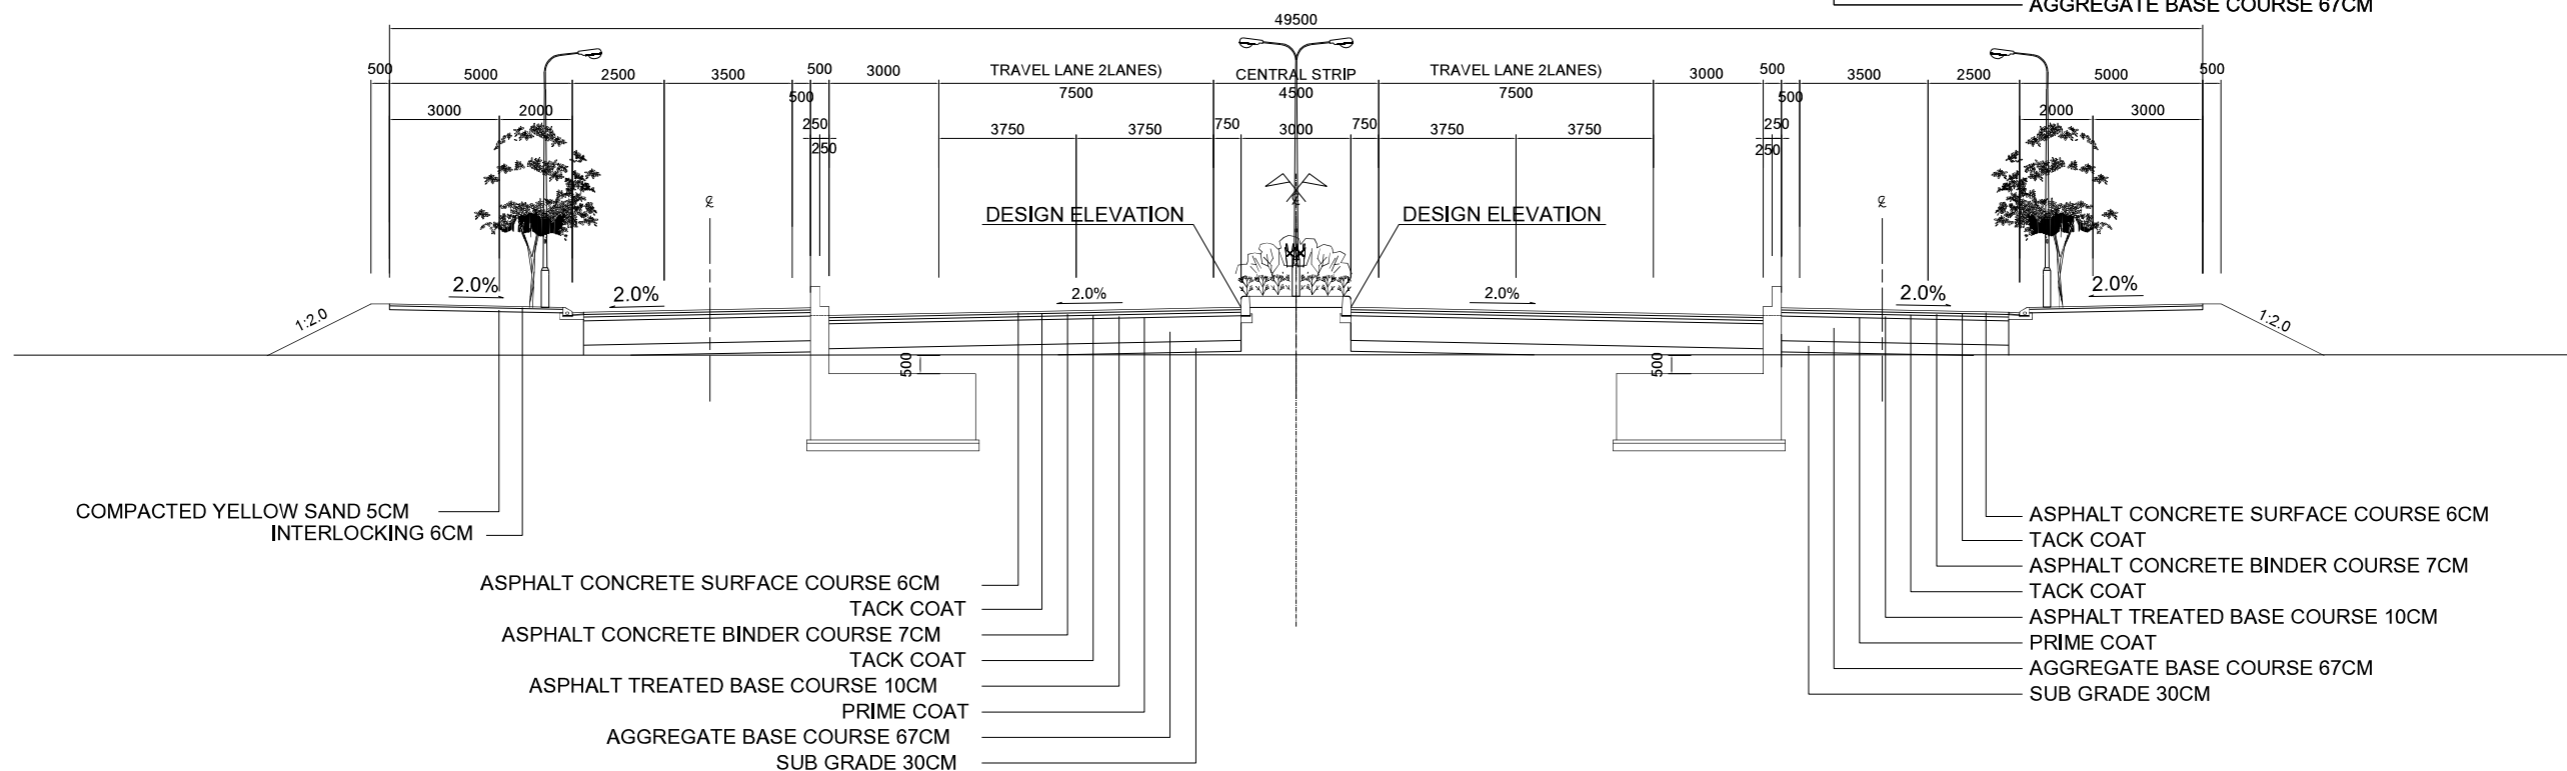 AGGREGATE BASE COURSE 67CM
49500
500 5000 2500 3500 500 3000 TRAVEL LANE 2LANES) CENTRAL STRIP TRAVEL LANE 2LANES) 3000 500 3500 2500 5000 500
500 7500 4500 7500 500
3000 2000 2000 3000
250 3750 3750 750 3000 750 3750 3750 250
250 250
℄ ℄ ℄
DESIGN ELEVATION DESIGN ELEVATION
2.0% 2.0% 2.0% 2.0% 2.0% 2.0%
1:2.0 1:2.0
500 500
COMPACTED YELLOW SAND 5CM
INTERLOCKING 6CM
ASPHALT CONCRETE SURFACE COURSE 6CM
TACK COAT
ASPHALT CONCRETE BINDER COURSE 7CM
TACK COAT
ASPHALT TREATED BASE COURSE 10CM
PRIME COAT
AGGREGATE BASE COURSE 67CM
SUB GRADE 30CM
ASPHALT CONCRETE SURFACE COURSE 6CM
TACK COAT
ASPHALT CONCRETE BINDER COURSE 7CM
TACK COAT
ASPHALT TREATED BASE COURSE 10CM
PRIME COAT
AGGREGATE BASE COURSE 67CM
SUB GRADE 30CM